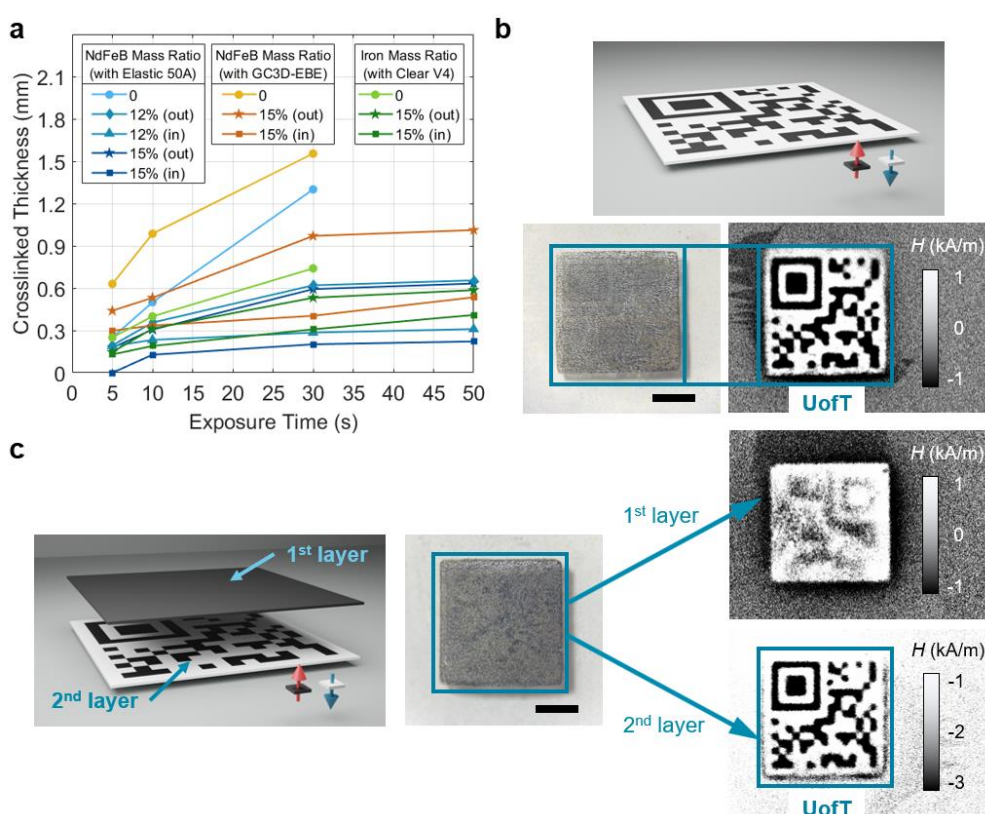 a
NdFeB Mass Ratio
(with Elastic 50A)
0
12% (out)
12% (in)
15% (out)
15% (in)
NdFeB Mass Ratio
(with GC3D-EBE)
0
15% (out)
15% (in)
Iron Mass Ratio
(with Clear V4)
0
15% (out)
15% (in)
Crosslinked Thickness (mm)
2.1
1.8
1.5
1.2
0.9
0.6
0.3
0
0 5 10 15 20 25 30 35 40 45 50
Exposure Time (s)
b
H (kA/m)
1
0
-1
UofT
c
1st layer
2nd layer
1st layer
2nd layer
H (kA/m)
1
0
-1
H (kA/m)
-1
-2
-3
UofT